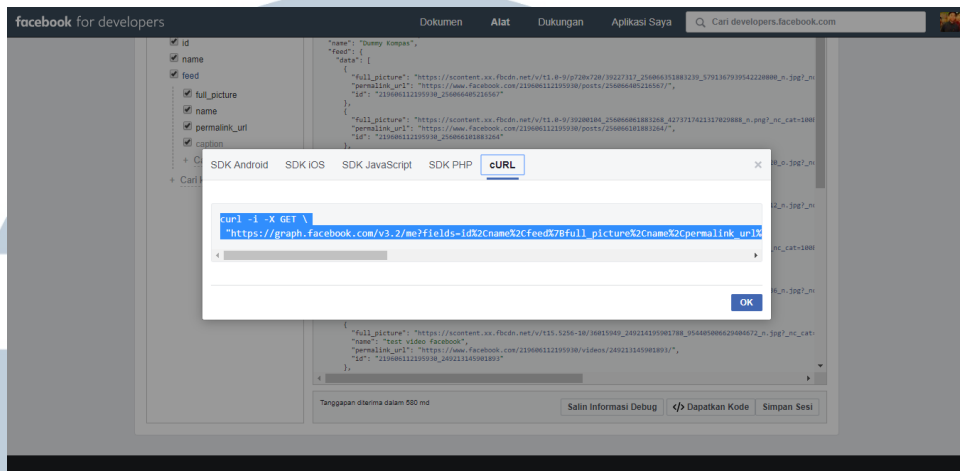 facebook for developers
Dokumen
Alat
Dukungan
Aplikasi Saya
Cari developers.facebook.com
id
name
feed
full_picture
name
permalink_url
caption
"name": "Dummy Kompas",
"feed": {
"data": [
{
"permalink_url": "https://www.facebook.com/219606112195930/posts/256066405216567/",
"id": "219606112195930_256066405216567"
},
{
"permalink_url": "https://www.facebook.com/219606112195930/posts/256066101883264/",
"id": "219606112195930_256066101883264"
SDK Android
SDK iOS
SDK JavaScript
SDK PHP
cURL
×
curl -i -X GET \
"https://graph.facebook.com/v3.2/me?fields=id%2Cname%2Cfeed%7Bfull_picture%2Cname%2Cpermalink_url%
OK
{
"name": "test video Facebook",
"permalink_url": "https://www.facebook.com/219606112195930/videos/249213145901893/",
"id": "219606112195930_249213145901893"
},
Tanggapan diterima dalam 580 md
Salin Informasi Debug
</> Dapatkan Kode
Simpan Sesi